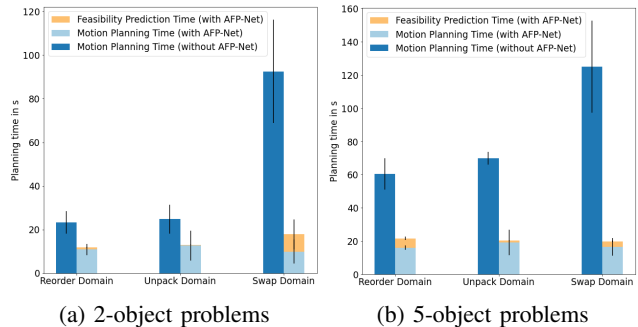 120
100
80
60
40
20
0
Planning time in s
Feasibility Prediction Time (with AFP-Net)
Motion Planning Time (with AFP-Net)
Motion Planning Time (without AFP-Net)
Reorder Domain Unpack Domain Swap Domain
(a) 2-object problems
160
140
120
100
80
60
40
20
0
Planning time in s
Feasibility Prediction Time (with AFP-Net)
Motion Planning Time (with AFP-Net)
Motion Planning Time (without AFP-Net)
Reorder Domain Unpack Domain Swap Domain
(b) 5-object problems